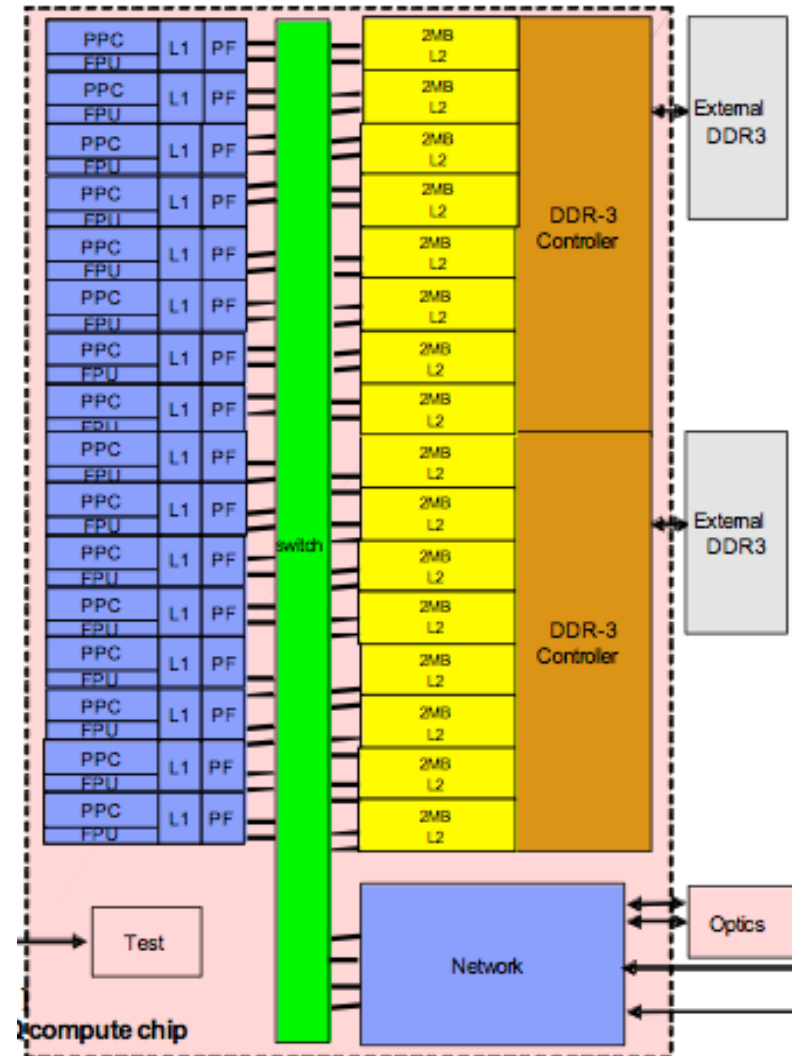 PPC L1 PF 2MB
FPU L2
PPC L1 PF 2MB
FPU L2
External
DDR3
PPC L1 PF 2MB
FPU L2
PPC L1 PF 2MB
FPU L2
DDR-3
Controler
PPC L1 PF 2MB
FPU L2
PPC L1 PF 2MB
FPU L2
PPC L1 PF 2MB
FPU L2
PPC L1 PF 2MB
FPU L2
PPC L1 PF 2MB
FPU L2
PPC L1 PF 2MB
FPU L2
External
DDR3
switch
PPC L1 PF 2MB
FPU L2
PPC L1 PF 2MB
FPU L2
DDR-3
Controler
PPC L1 PF 2MB
FPU L2
PPC L1 PF 2MB
FPU L2
PPC L1 PF 2MB
FPU L2
PPC L1 PF 2MB
FPU L2
Test
Network
Optics
compute chip